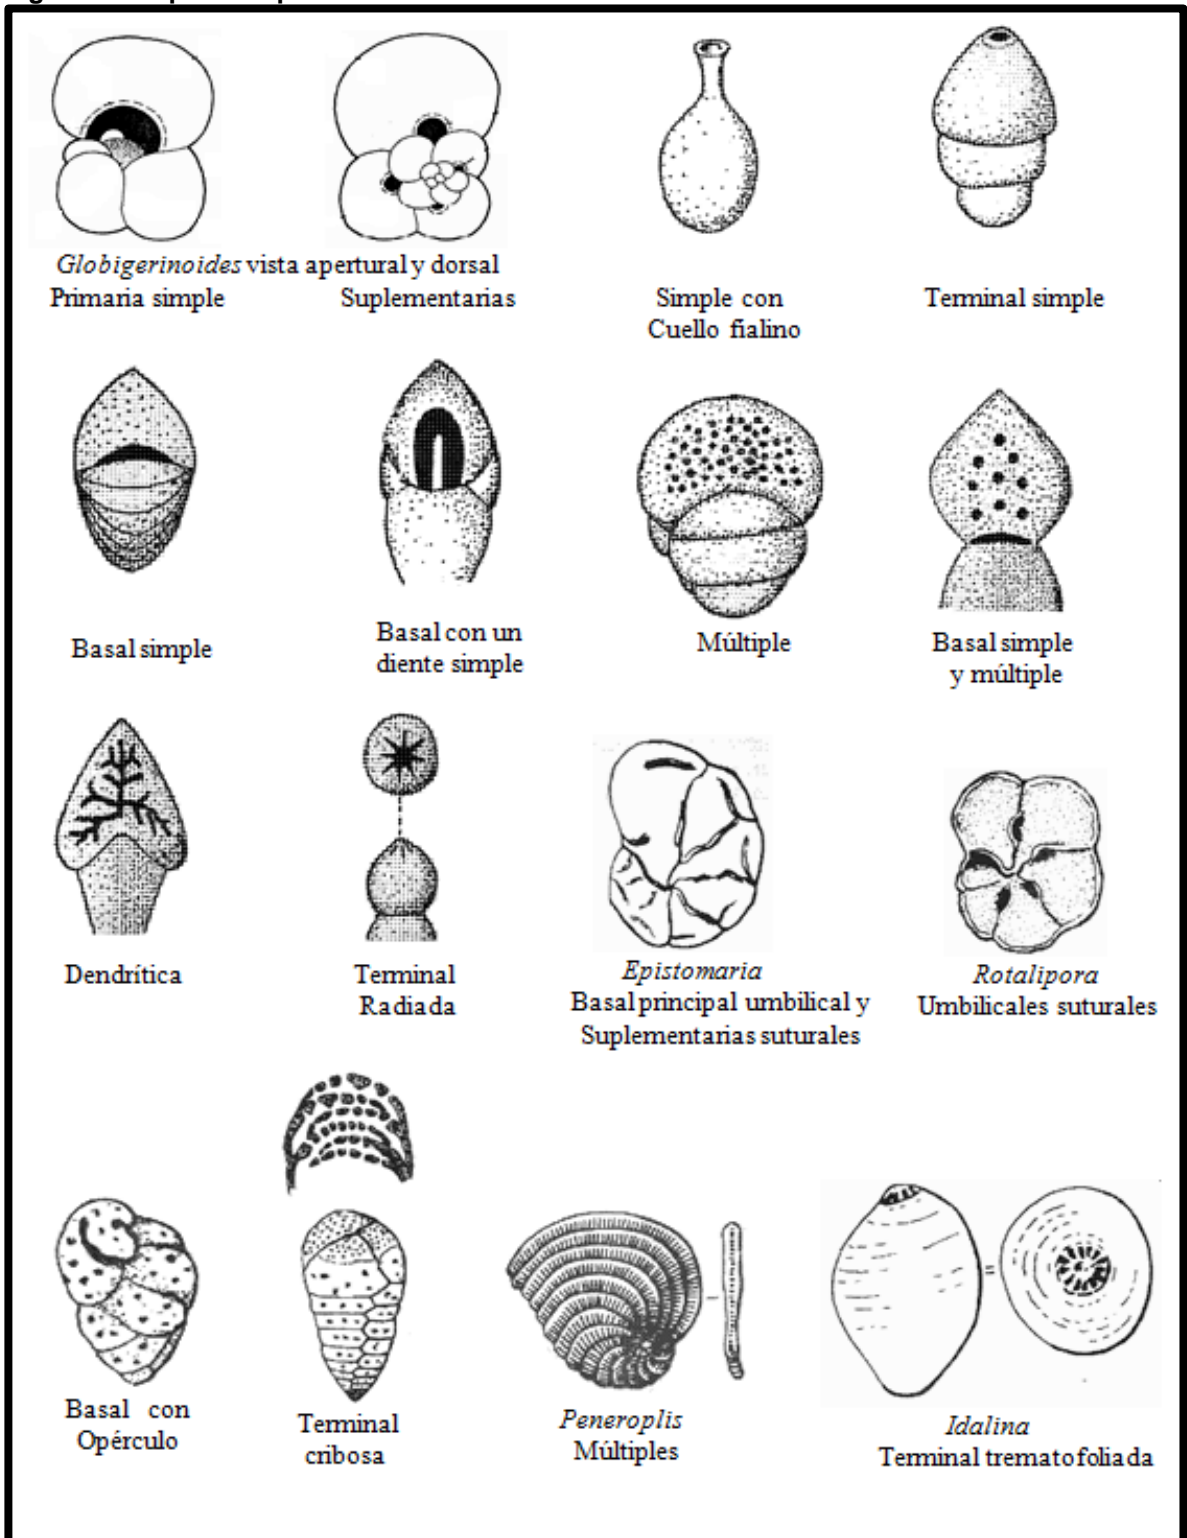 Globigerinoides vista apertural y dorsal
Primaria simple
Suplementarias
Simple con
Cuello fialino
Terminal simple
Basal simple
Basal con un
diente simple
Múltiple
Basal simple
y múltiple
Dendrítica
Terminal
Radiada
Epistomaria
Basal principal umbilical y
Suplementarias suturales
Rotalipora
Umbilicales suturales
Basal con
Opérculo
Terminal
cribosa
Peneroplis
Múltiples
Idalina
Terminal trematofoliada